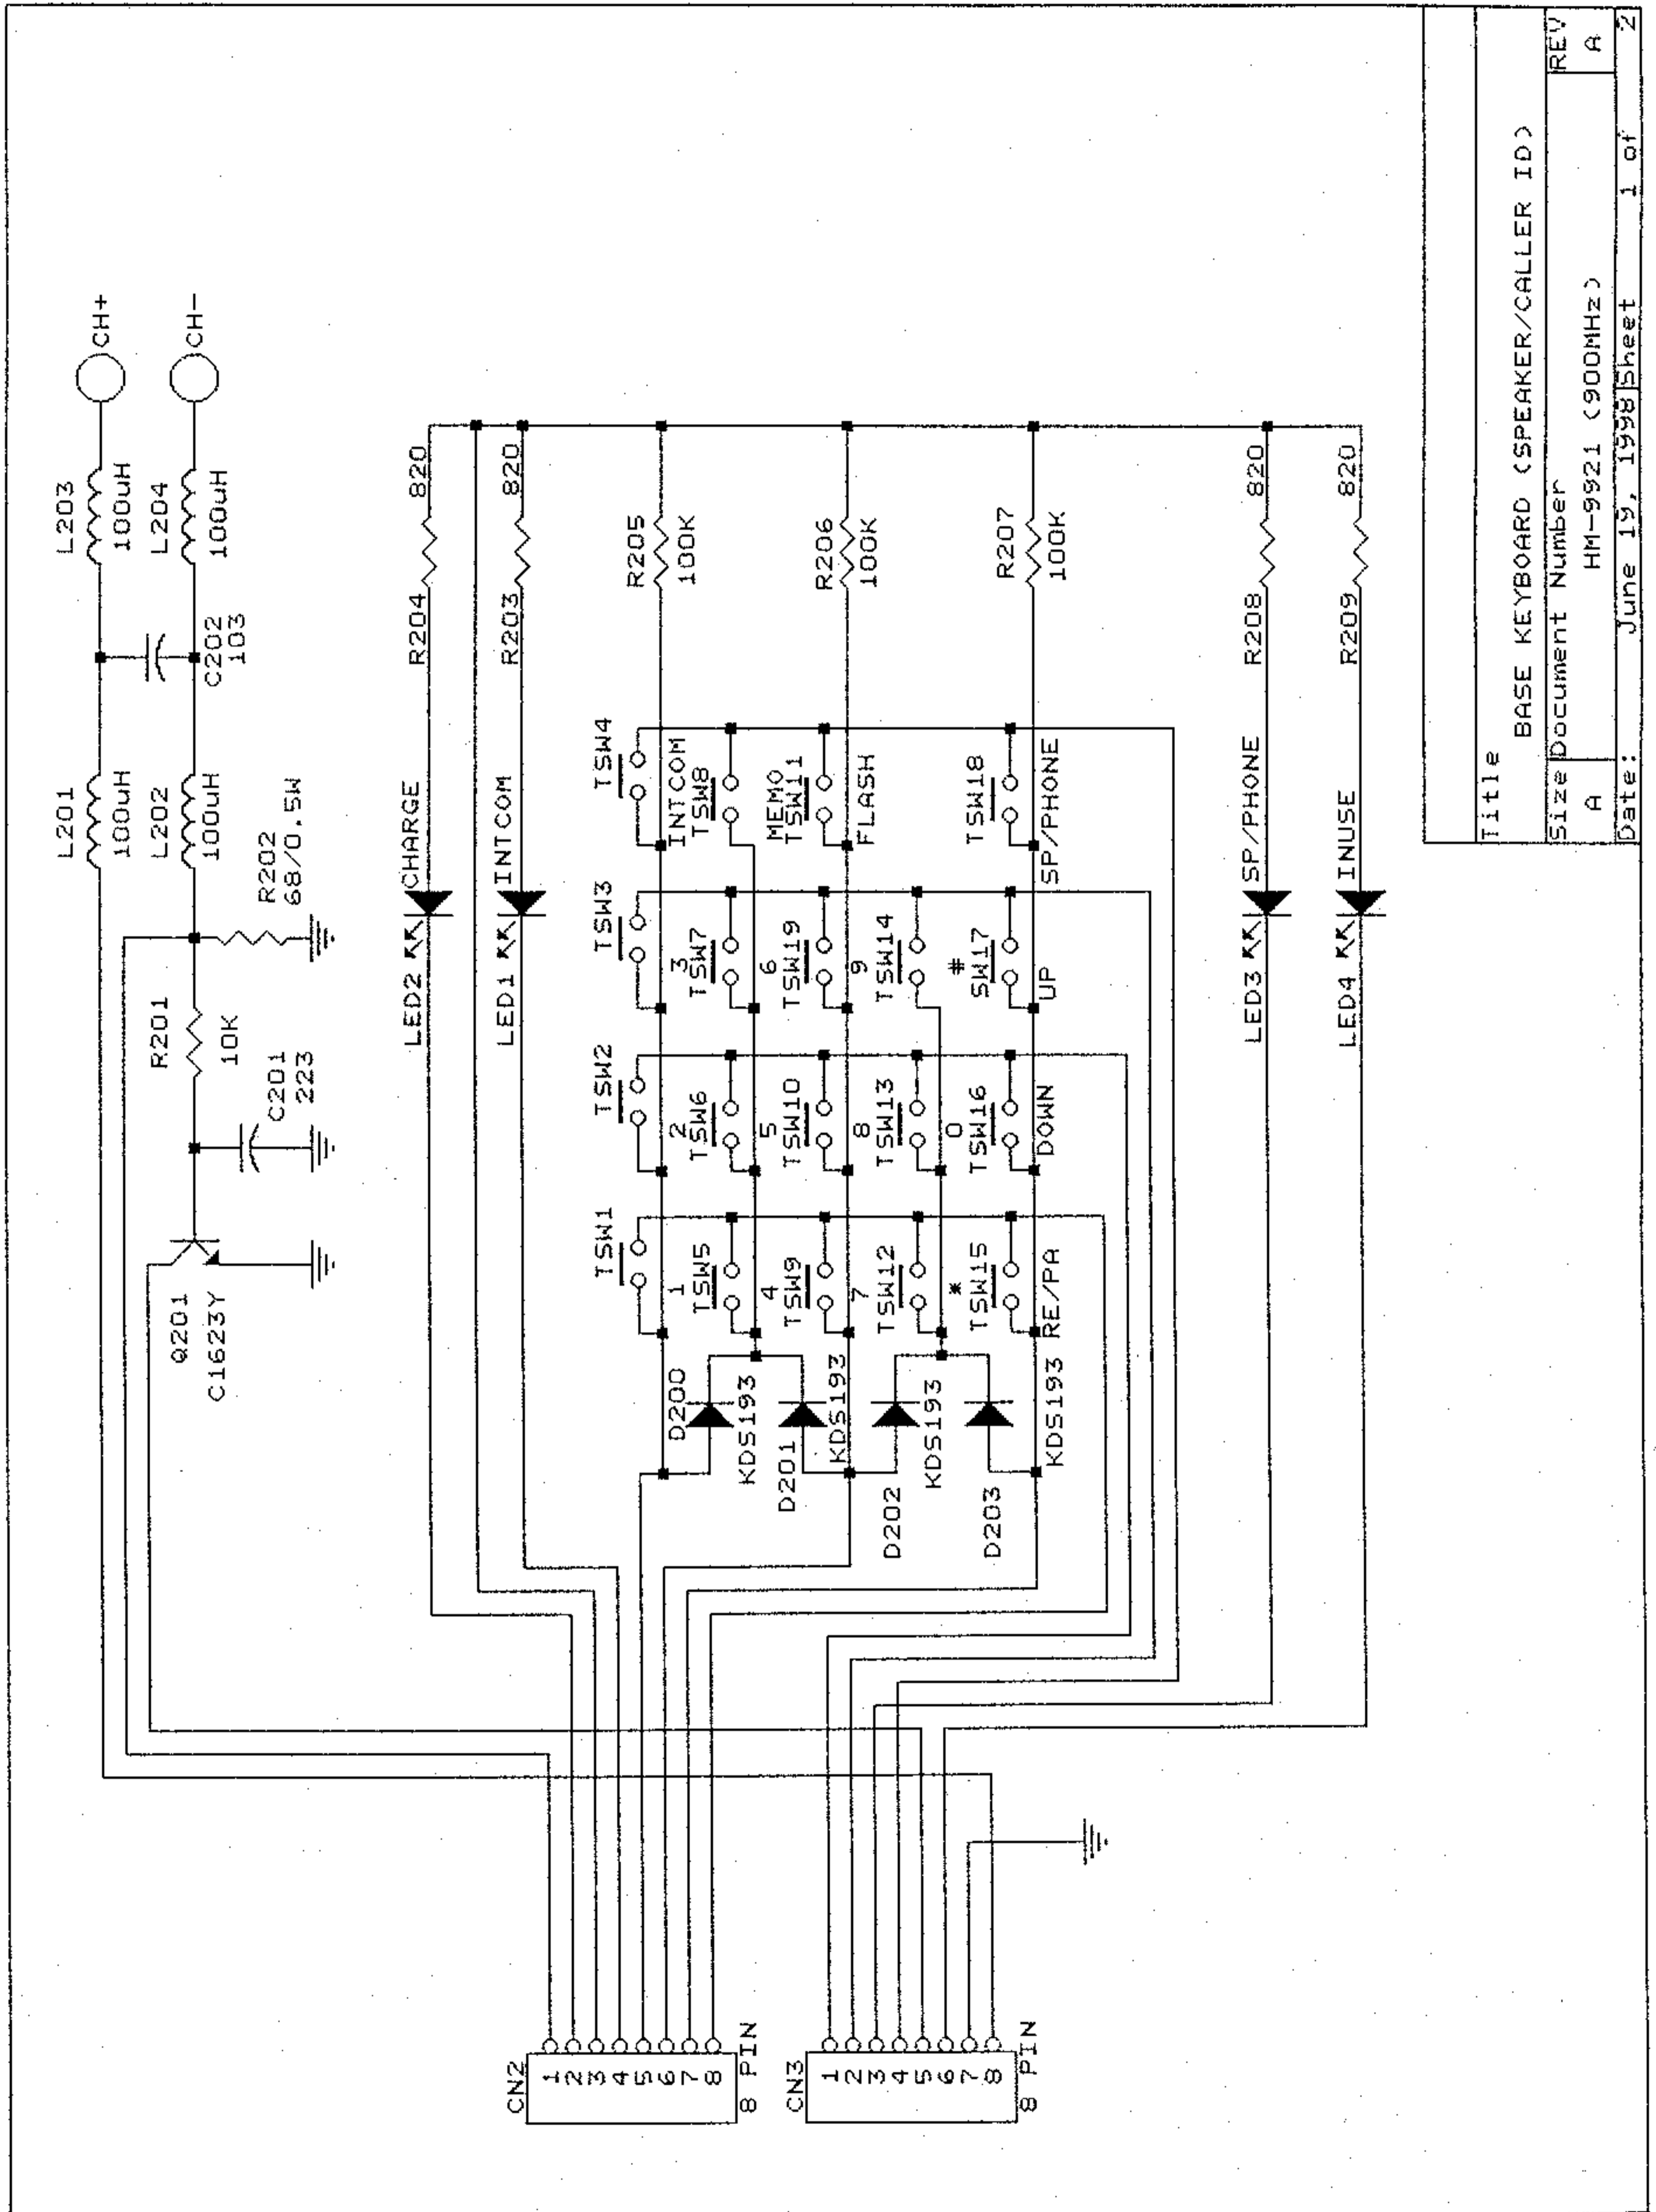 L201
100uH
L203
100uH
CH+
L202
100uH
L204
100uH
CH-
C202
103
R202
68/0.5W
R201
10K
C201
223
Q201
C1623Y
LED2
CHARGE
R204
820
LED1
INTCOM
R203
820
TSW1
TSW2
TSW3
TSW4
R205
100K
1
2
3
INTCOM
TSW5
TSW6
TSW7
TSW8
4
5
6
MEMO
TSW9
TSW10
TSW19
TSW11
R206
100K
7
8
9
FLASH
TSW12
TSW13
TSW14
*
0
#
TSW15
TSW16
SW17
TSW18
R207
100K
RE/PA
DOWN
UP
SP/PHONE
D200
KDS193
D201
KDS193
D202
KDS193
D203
KDS193
LED3
SP/PHONE
R208
820
LED4
INUSE
R209
820
CN2
1
2
3
4
5
6
7
8
8 PIN
CN3
1
2
3
4
5
6
7
8
8 PIN
Title
BASE KEYBOARD (SPEAKER/CALLER ID)
Size Document Number REV
A HM-9921 (900MHz) A
Date: June 19, 1998 Sheet 1 of 2